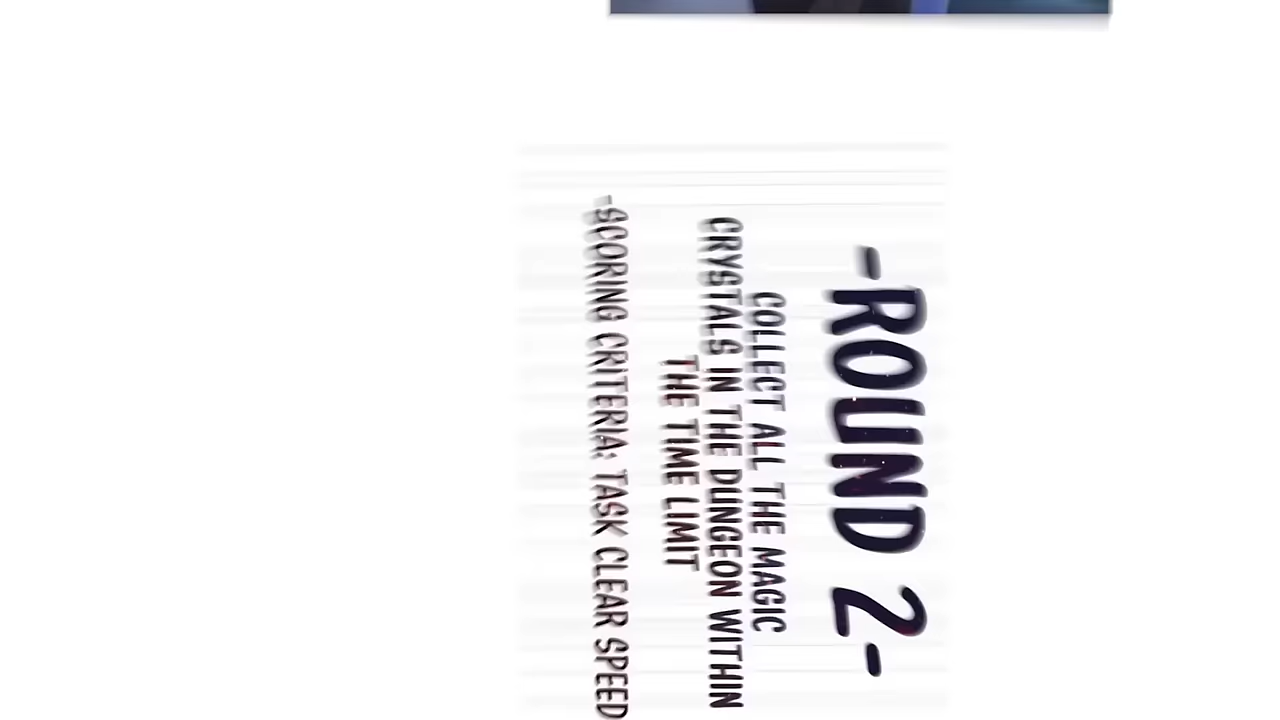 -ROUND 2-
COLLECT ALL THE MAGIC
CRYSTALS IN THE DUNGEON WITHIN
THE TIME LIMIT
-SCORING CRITERIA: TASK CLEAR SPEED